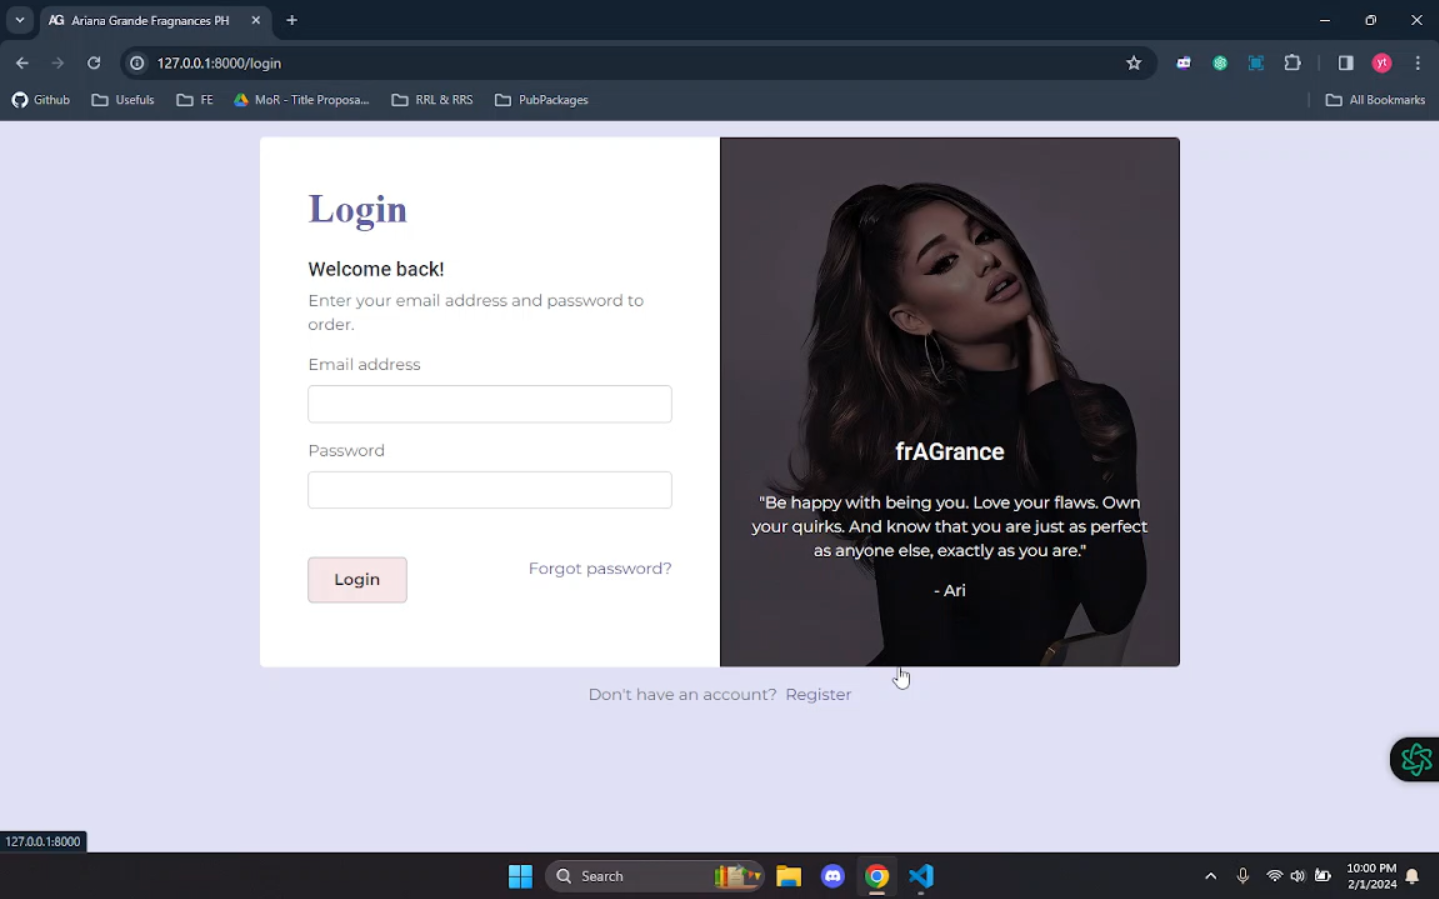 AG Ariana Grande Fragnances PH
127.0.0.1:8000/login
yt
Github
Usefuls
FE
MoR - Title Proposa...
RRL & RRS
PubPackages
All Bookmarks
Login
Welcome back!
Enter your email address and password to
order.
Email address
Password
Login
Forgot password?
frAGrance
"Be happy with being you. Love your flaws. Own
your quirks. And know that you are just as perfect
as anyone else, exactly as you are."
- Ari
Don't have an account? Register
127.0.0.1:8000
Search
10:00 PM
2/1/2024